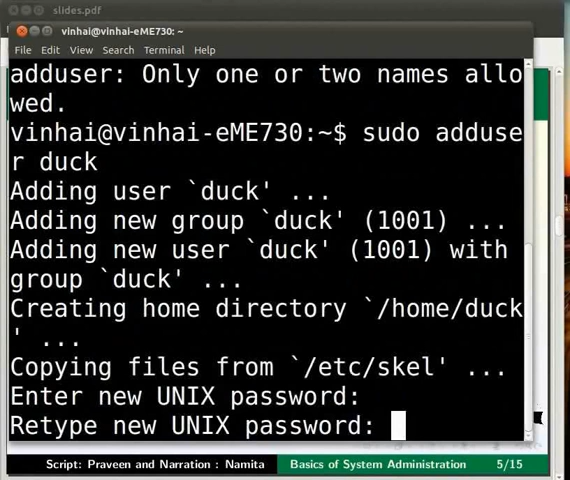 slides.pdf
vinhai@vinhai-eME730: ~
File Edit View Search Terminal Help
adduser: Only one or two names allo
wed.
vinhai@vinhai-eME730:~$ sudo adduse
r duck
Adding user `duck' ...
Adding new group `duck' (1001) ...
Adding new user `duck' (1001) with
group `duck' ...
Creating home directory `/home/duck
' ...
Copying files from `/etc/skel' ...
Enter new UNIX password:
Retype new UNIX password:
Script: Praveen and Narration : Namita Basics of System Administration 5/15